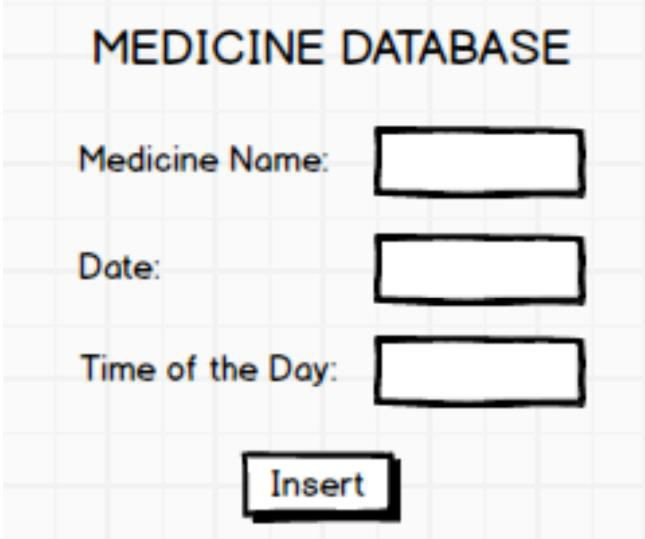 MEDICINE DATABASE
Medicine Name:
Date:
Time of the Day:
Insert